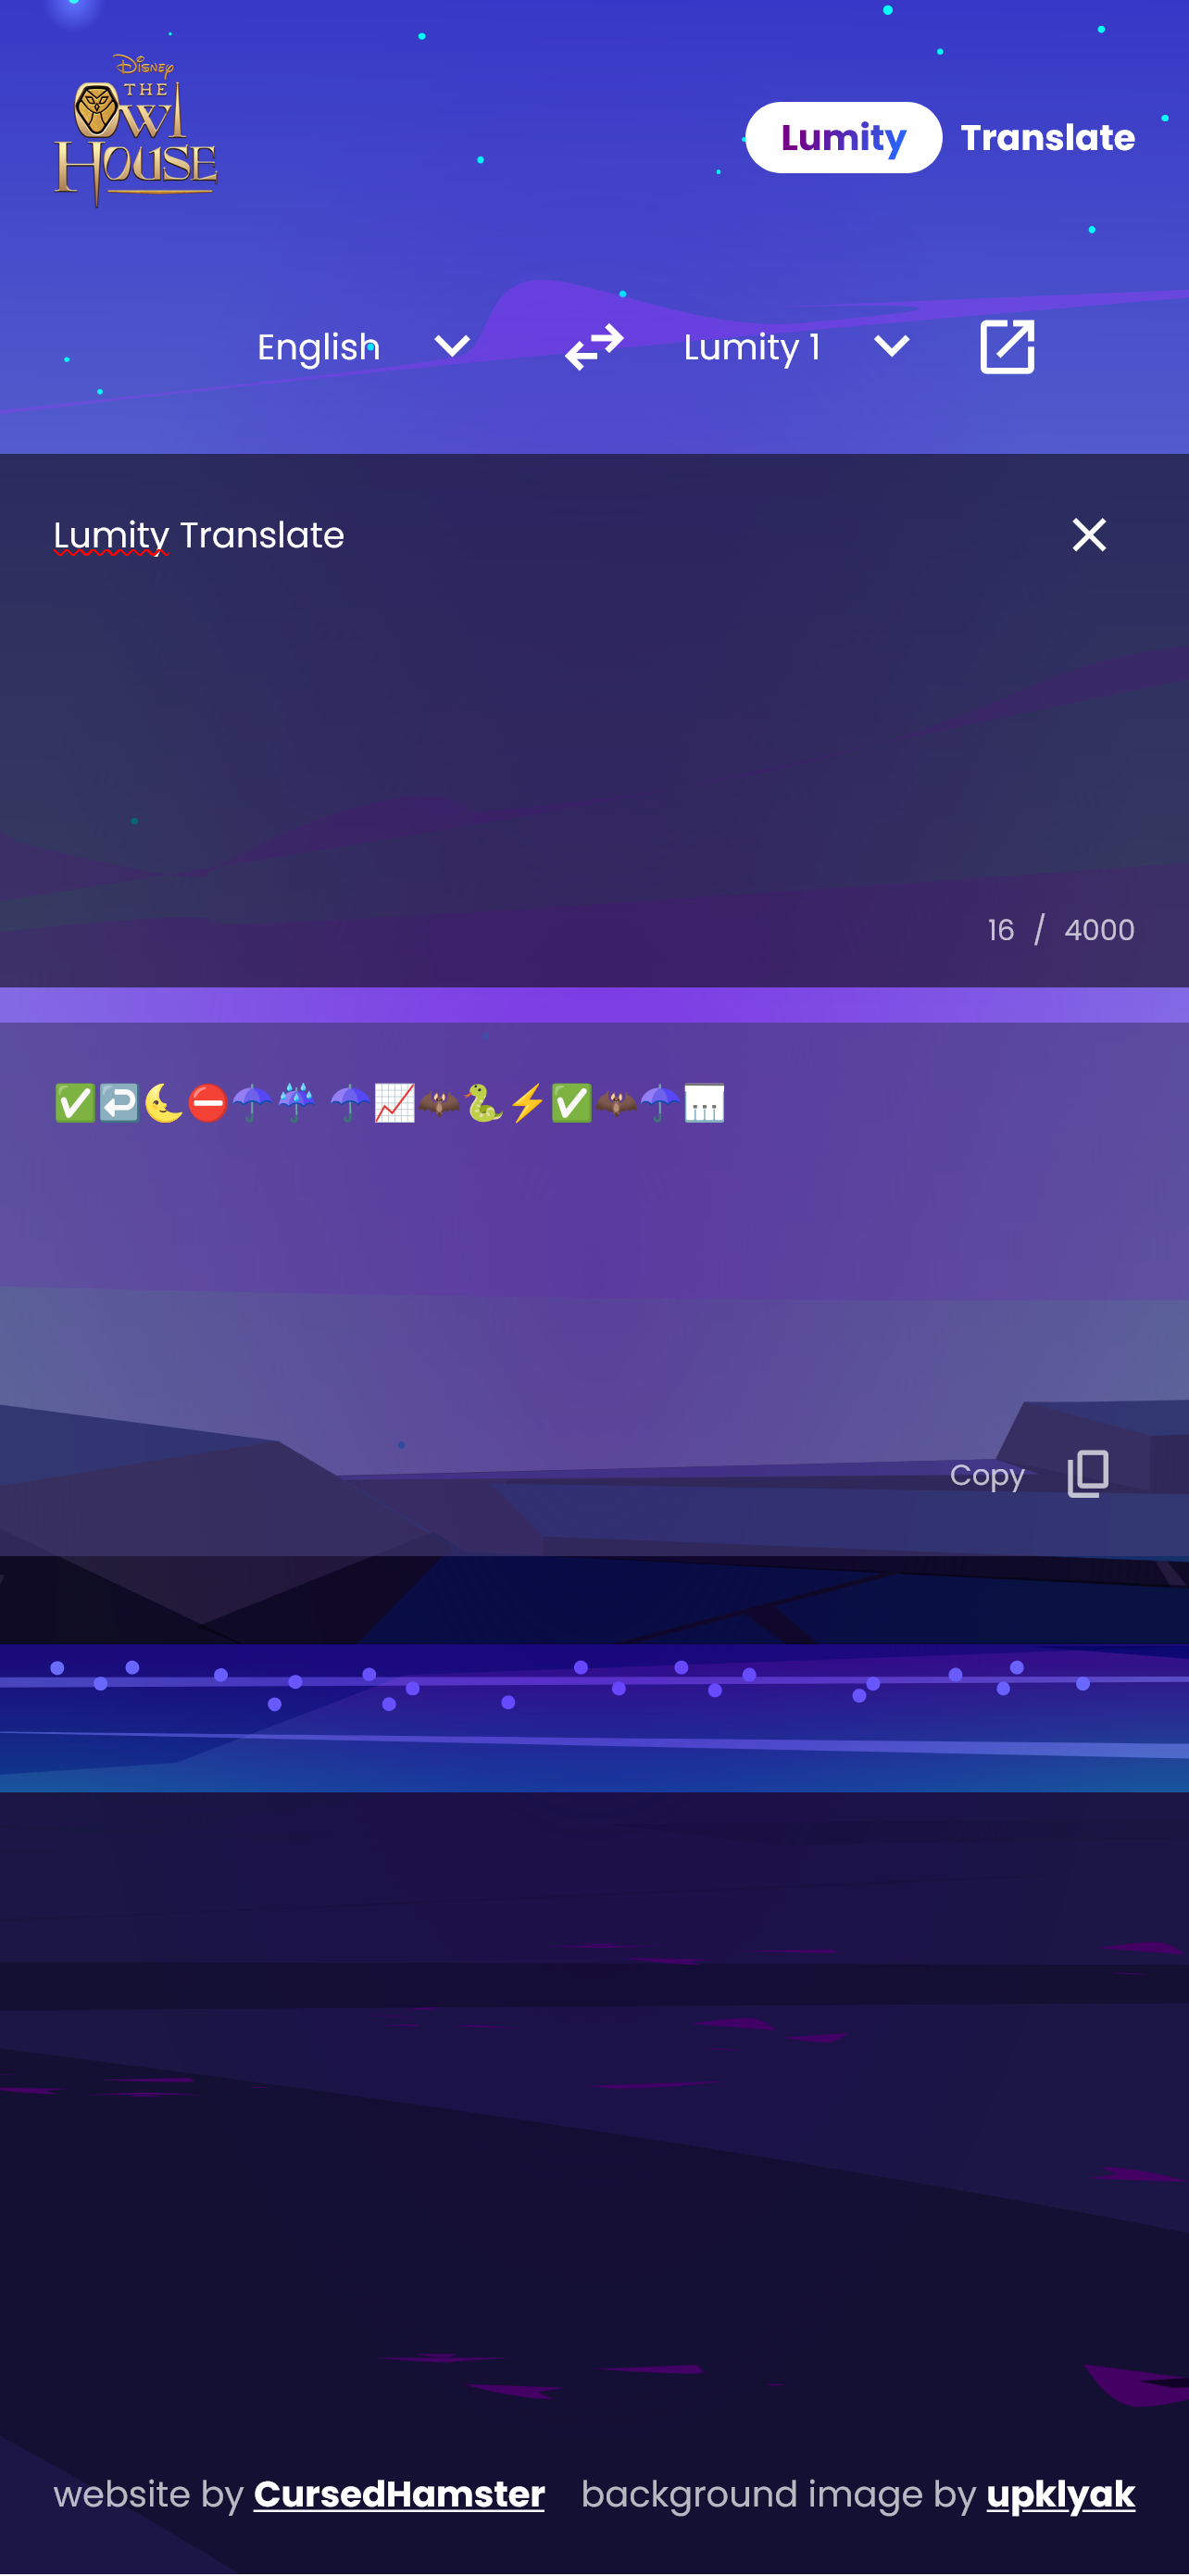 Disney
THE
Owl
House
Lumity Translate
English Lumity 1
Lumity Translate
16 / 4000
✅↩️🌜⛔☂️☔ ☂️📈🦇🐍⚡✅🦇☂️🎹
Copy
website by CursedHamster background image by upklyak